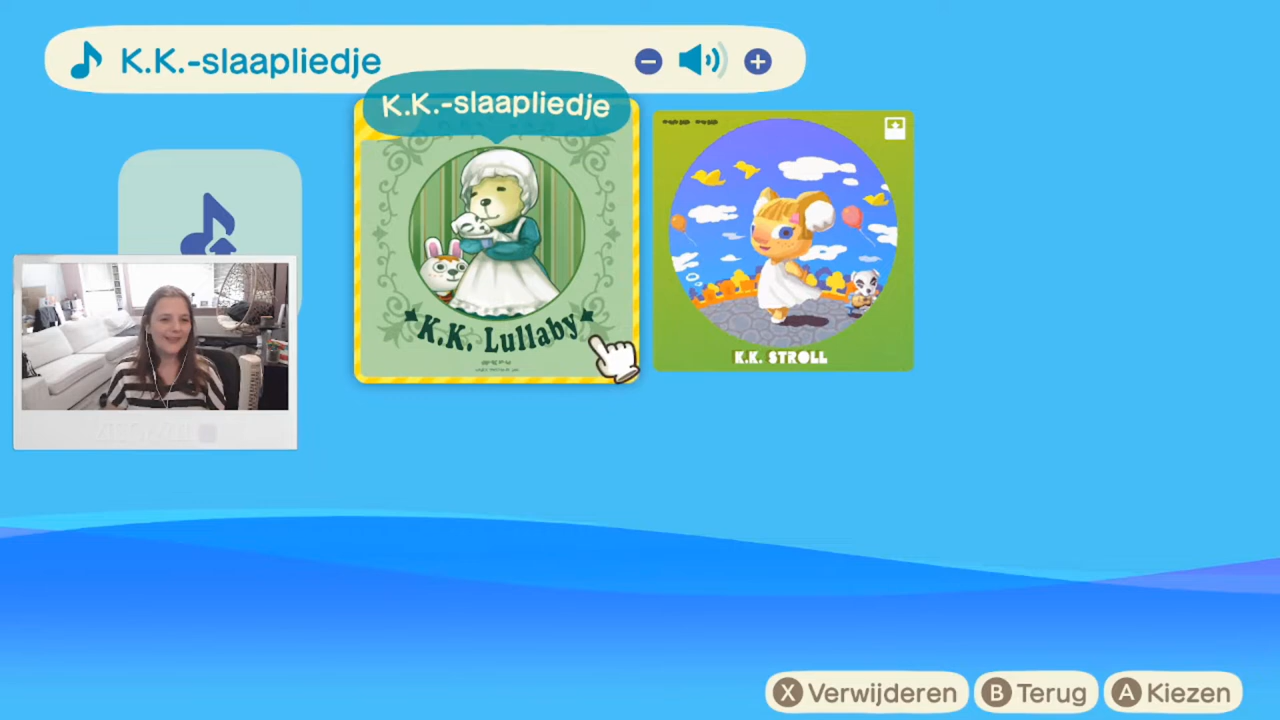 K.K.-slaapliedje
K.K.-slaapliedje
K.K. Lullaby
K.K. STROLL
X Verwijderen B Terug A Kiezen